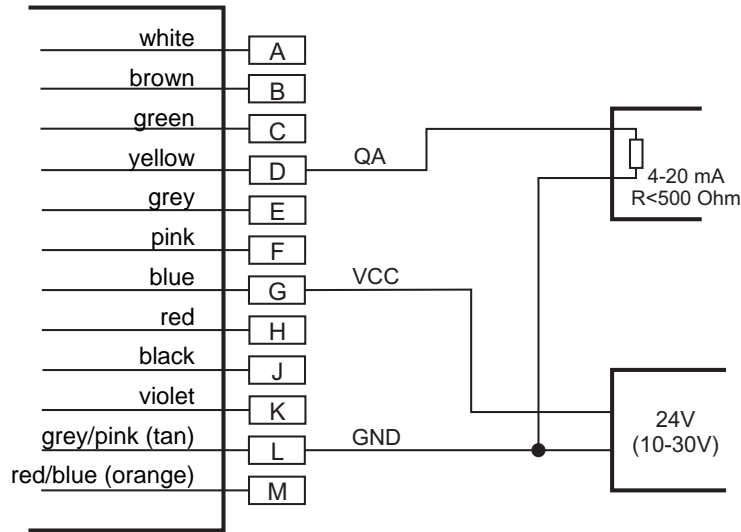 white A
brown B
green C
yellow D QA
4-20 mA
R<500 Ohm
grey E
pink F
blue G VCC
red H
black J
violet K
grey/pink (tan) L GND
24V
(10-30V)
red/blue (orange) M